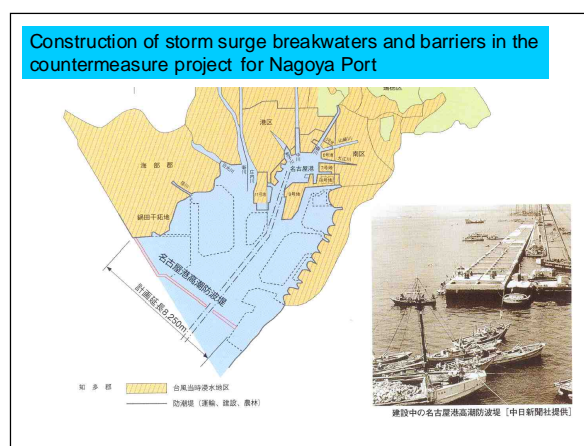 Construction of storm surge breakwaters and barriers in the
countermeasure project for Nagoya Port
港区
南区
名古屋港
海部郡
鍋田干拓地
名古屋港高潮防波堤
計画延長8,250m
知多郡
台風当時浸水地区
防潮堤〔運輸、建設、農林〕
建設中の名古屋港高潮防波堤〔中日新聞社提供〕